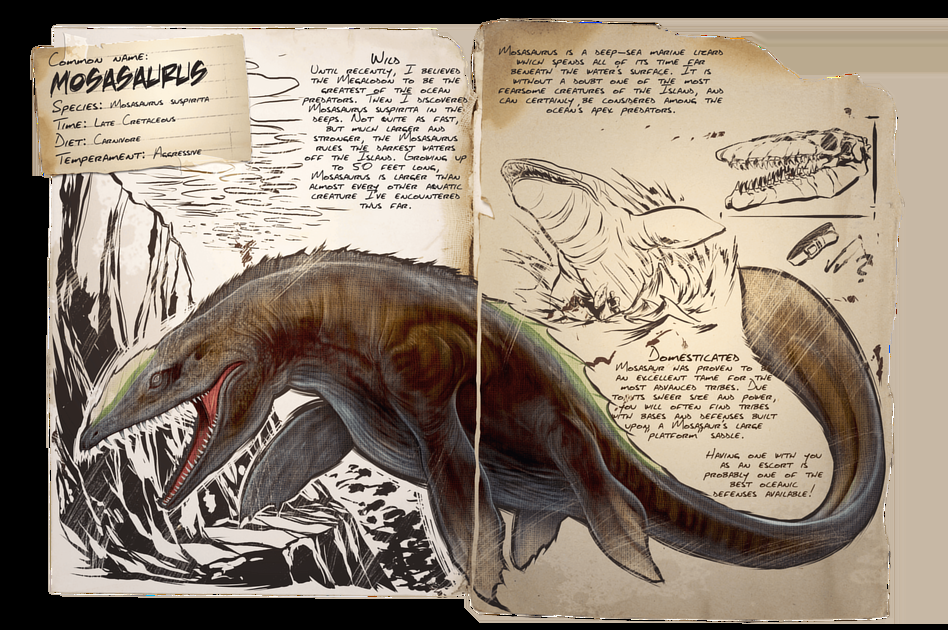 Common name:
Mosasaurus
Species: Mosasaurus suspirita
Time: Late Cretaceous
Diet: Carnivore
Temperament: Aggressive
Wild
Until recently, I believed
the Megalodon to be the
greatest of the ocean
predators. Then I discovered
Mosasaurus suspirita in the
deeps. Not quite as fast,
but much larger and
stronger, the Mosasaurus
rules the darkest waters
off the Island. Growing up
to 50 feet long,
Mosasaurus is larger than
almost every other aquatic
creature I've encountered
thus far.
Mosasaurus is a deep-sea marine lizard
which spends all of its time far
beneath the water's surface. It is
without a doubt one of the most
fearsome creatures of the Island, and
can certainly be considered among the
ocean's apex predators.
Domesticated
Mosasaur has proven to be
an excellent tame for the
most advanced tribes. Due
to its sheer size and power,
you will often find tribes
with bases and defenses built
upon a Mosasaur's large
platform saddle.
Having one with you
as an escort is
probably one of the
best oceanic
defenses available!